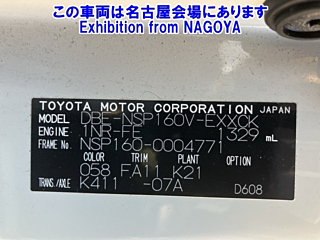 この車両は名古屋会場にあります
Exhibition from NAGOYA
TOYOTA MOTOR CORPORATION JAPAN
MODEL DBE-NSP160V-EXXCK
ENGINE 1NR-FE 1329 mL
FRAME No. NSP160-0004771
COLOR TRIM PLANT
058 FA11 K21
TRANS./AXLE K411 -07A D608